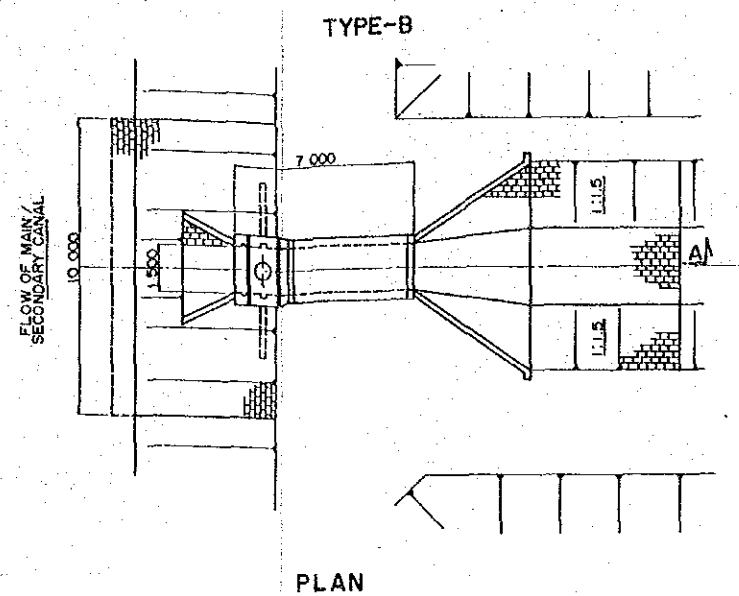 TYPE-B
7 000
FLOW OF MAIN /
SECONDARY CANAL
10 000
1 500
1:1.5
A
1:1.5
PLAN